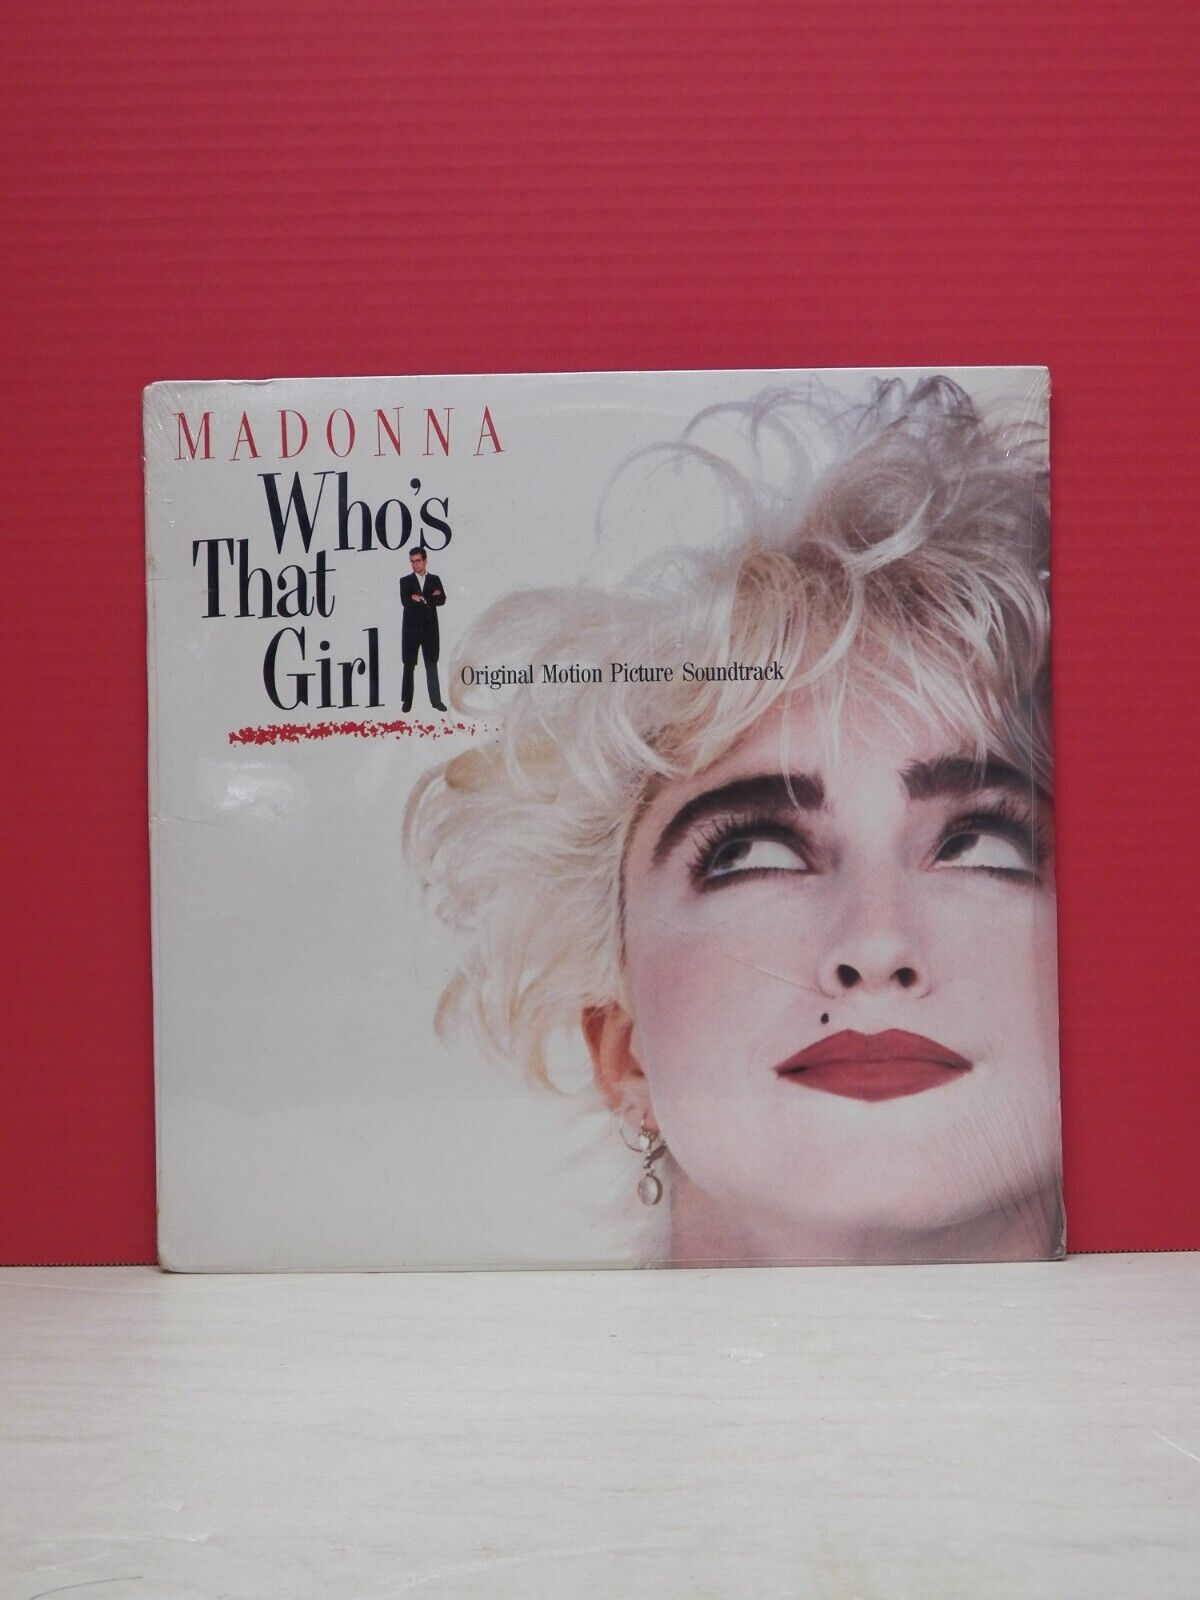 MADONNA
Who's
That
Girl
Original Motion Picture Soundtrack